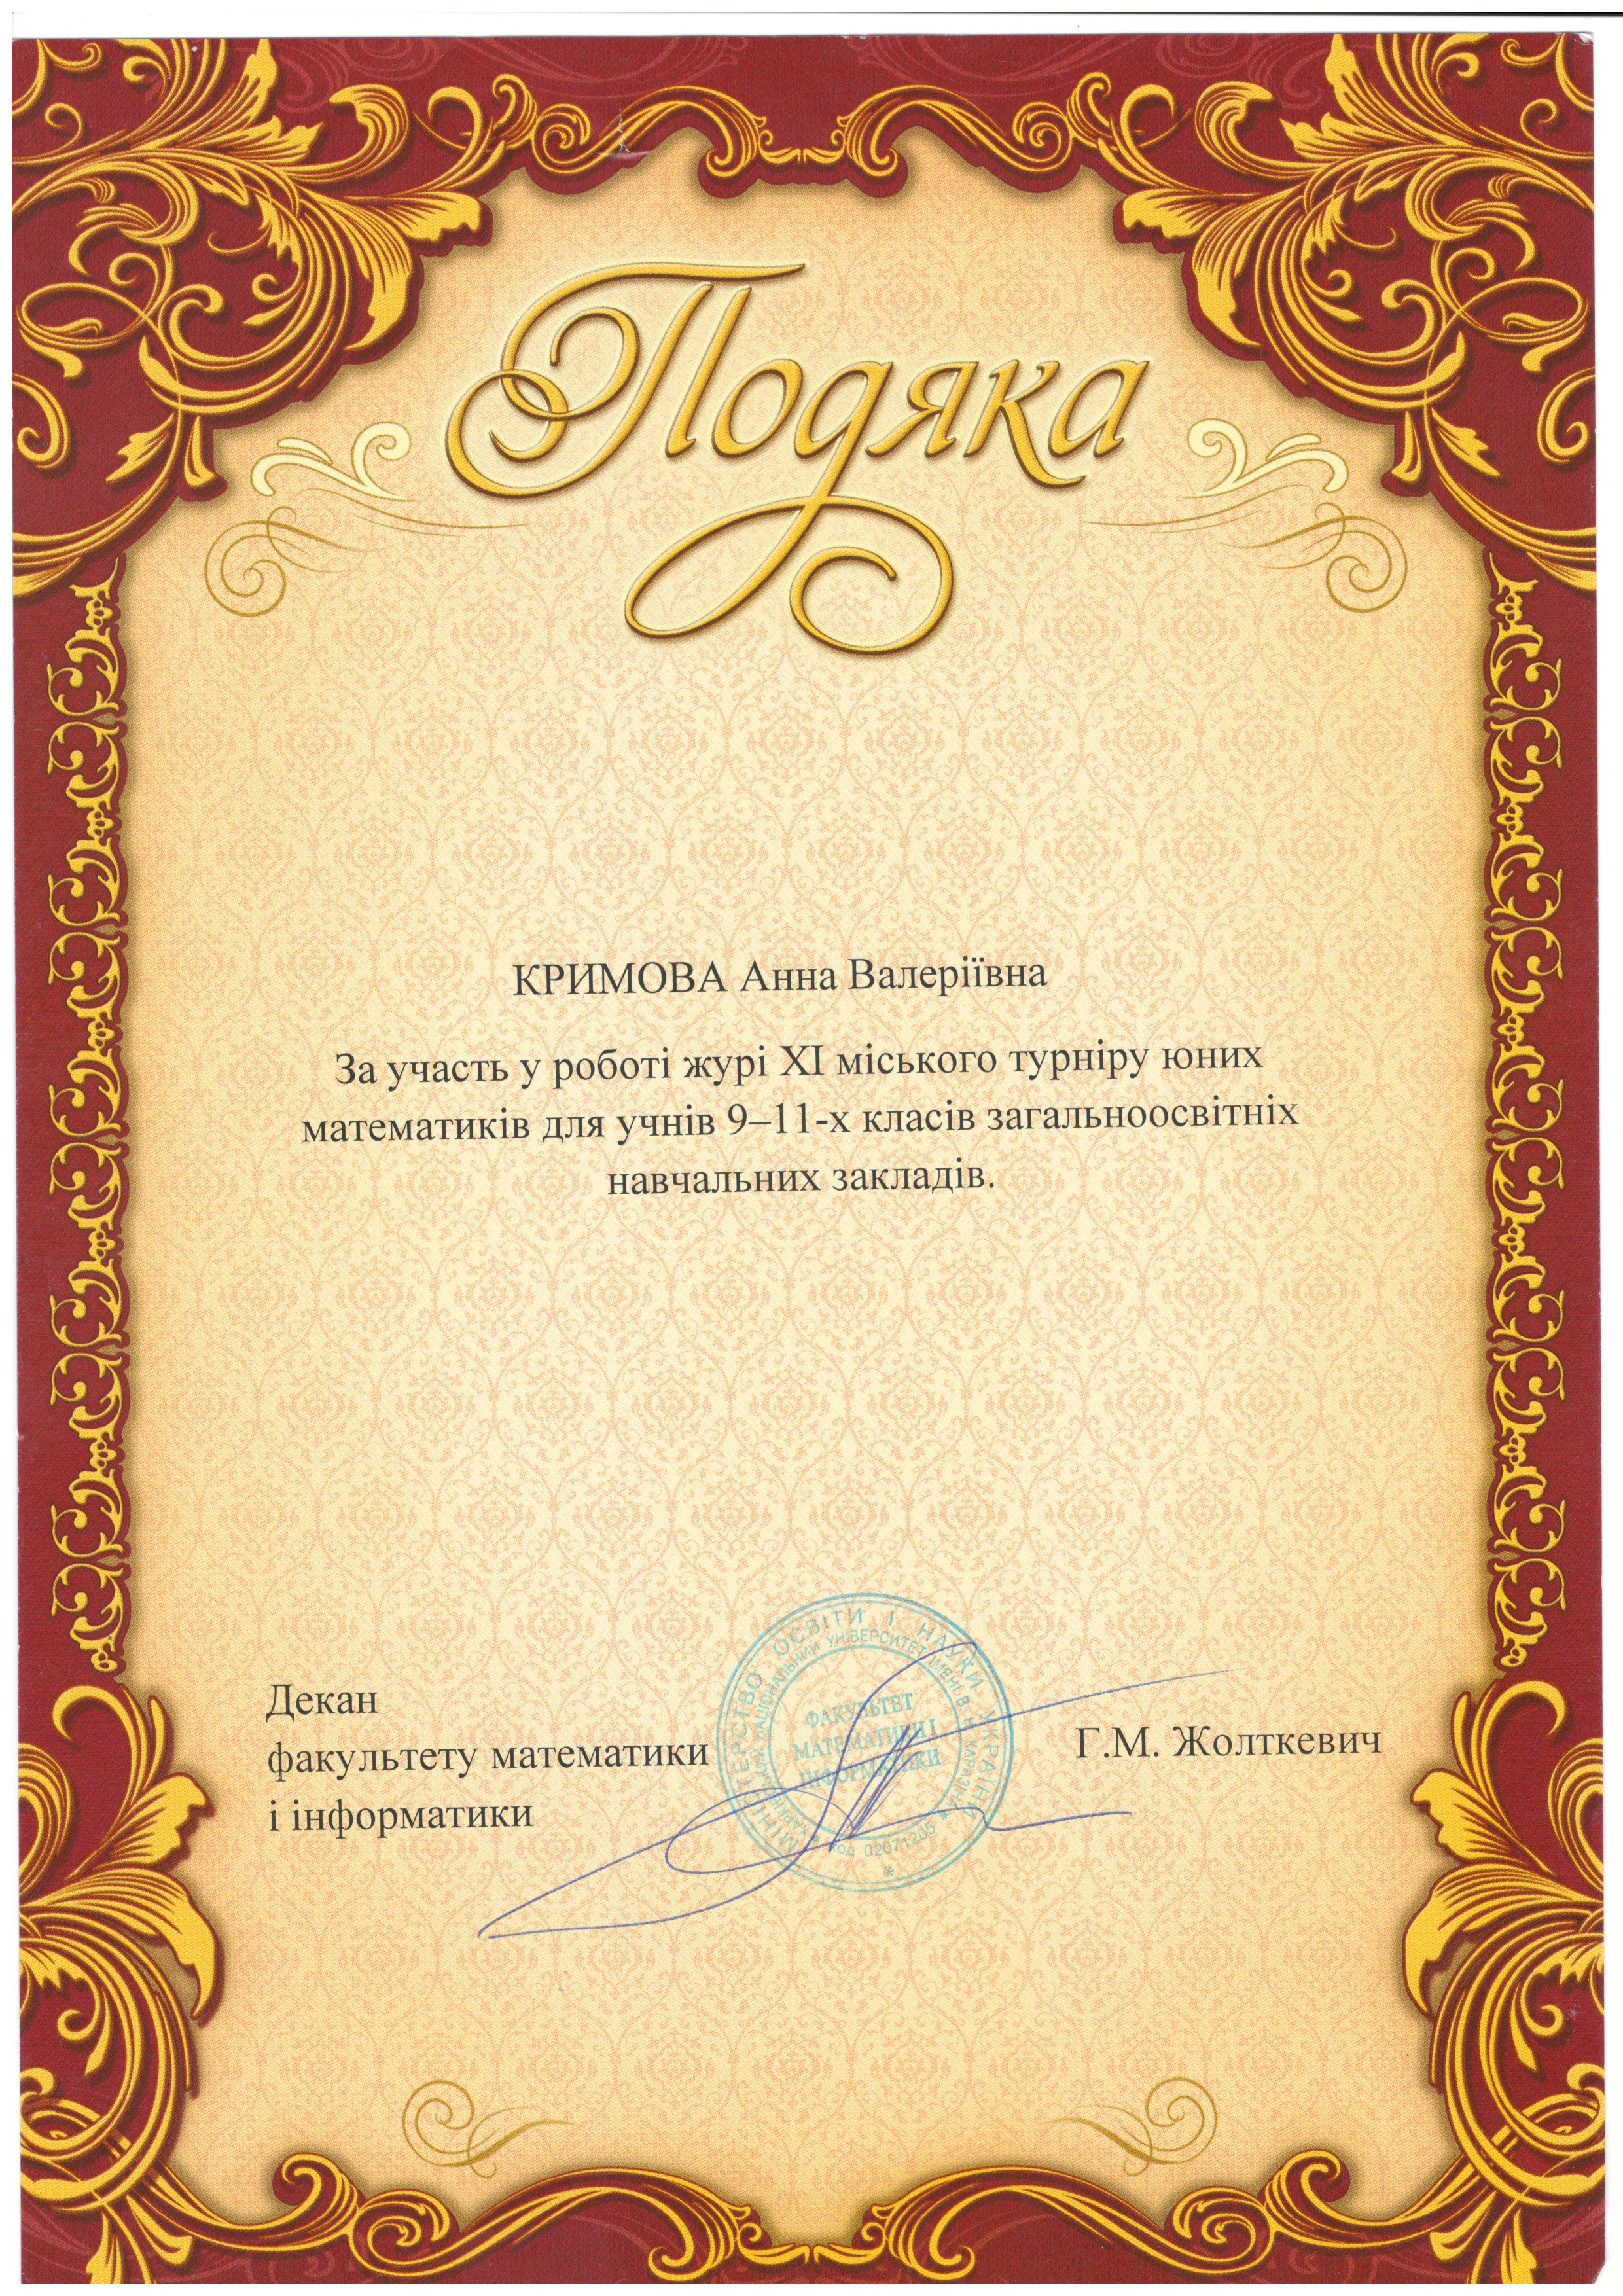 Подяка
КРИМОВА Анна Валеріївна
За участь у роботі журі XI міського турніру юних
математиків для учнів 9–11-х класів загальноосвітніх
навчальних закладів.
Декан
факультету математики
і інформатики
Г.М. Жолткевич
МІНІСТЕРСТВО ОСВІТИ І НАУКИ УКРАЇНИ
НАЦІОНАЛЬНИЙ УНІВЕРСИТЕТ ІМЕНІ В. Н. КАРАЗІНА
код 02071205
ФАКУЛЬТЕТ
МАТЕМАТИКИ І
ІНФОРМАТИКИ